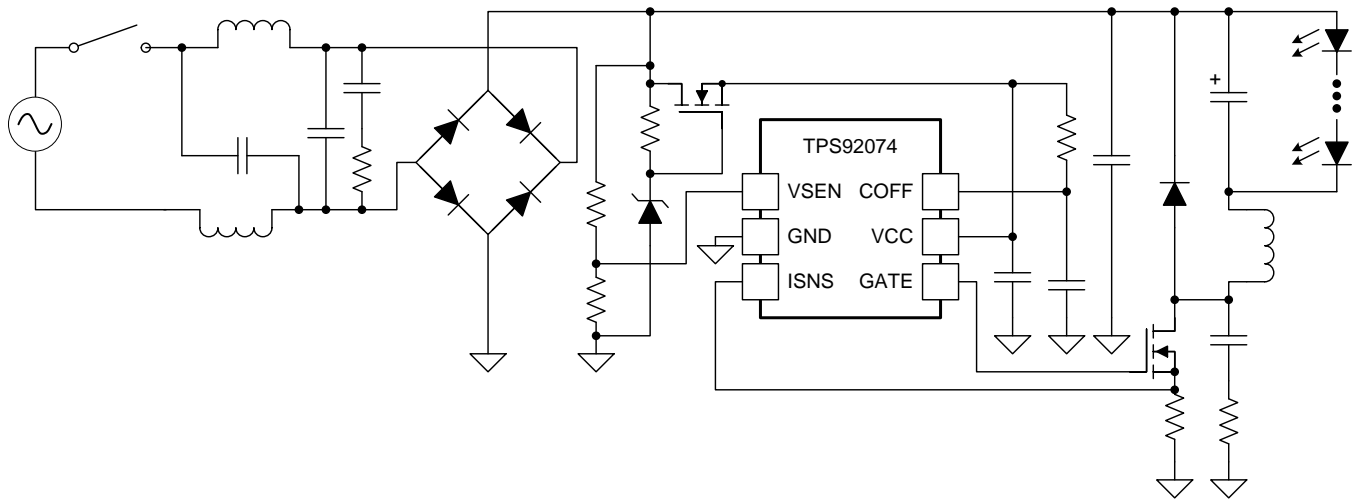 +
TPS92074
VSEN COFF
GND VCC
ISNS GATE